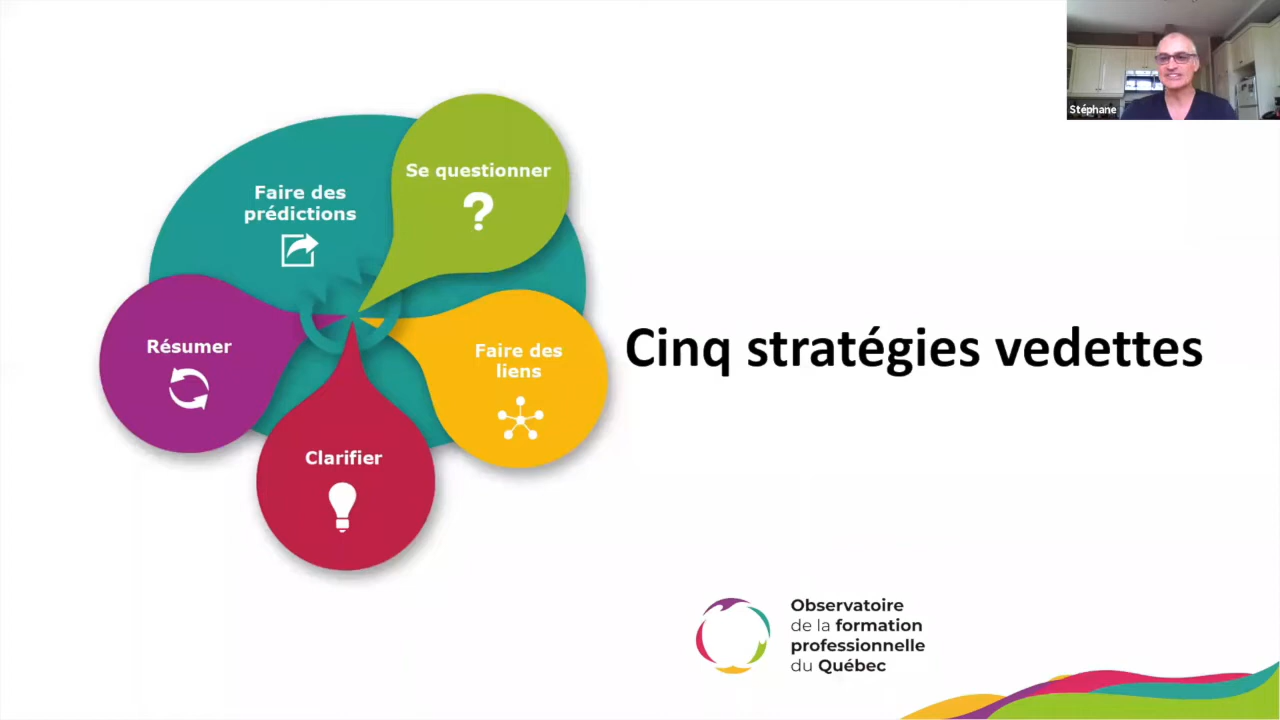 Stéphane
Se questionner
?
Faire des
prédictions
Résumer
Faire des
liens
Clarifier
Cinq stratégies vedettes
Observatoire
de la formation
professionnelle
du Québec